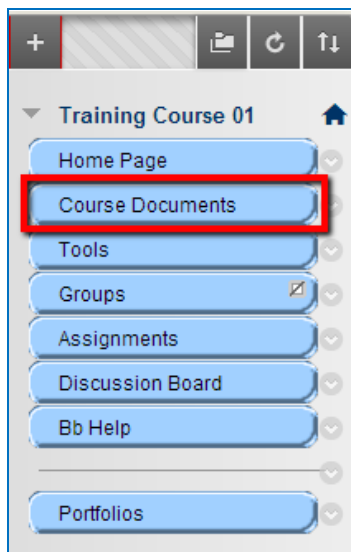 Training Course 01
Home Page
Course Documents
Tools
Groups
Assignments
Discussion Board
Bb Help
Portfolios